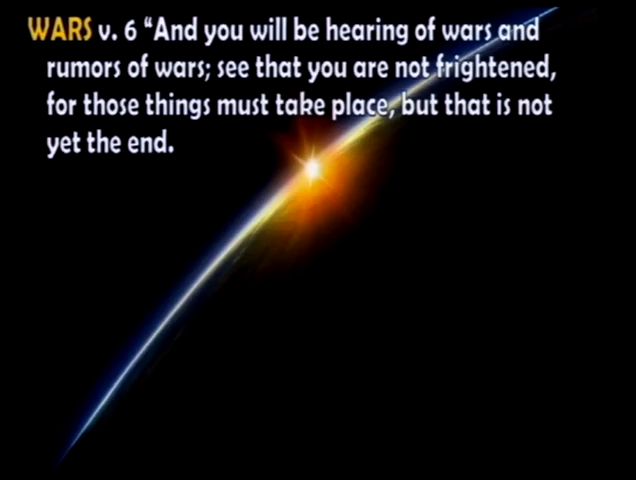 WARS v. 6 “And you will be hearing of wars and
rumors of wars; see that you are not frightened,
for those things must take place, but that is not
yet the end.